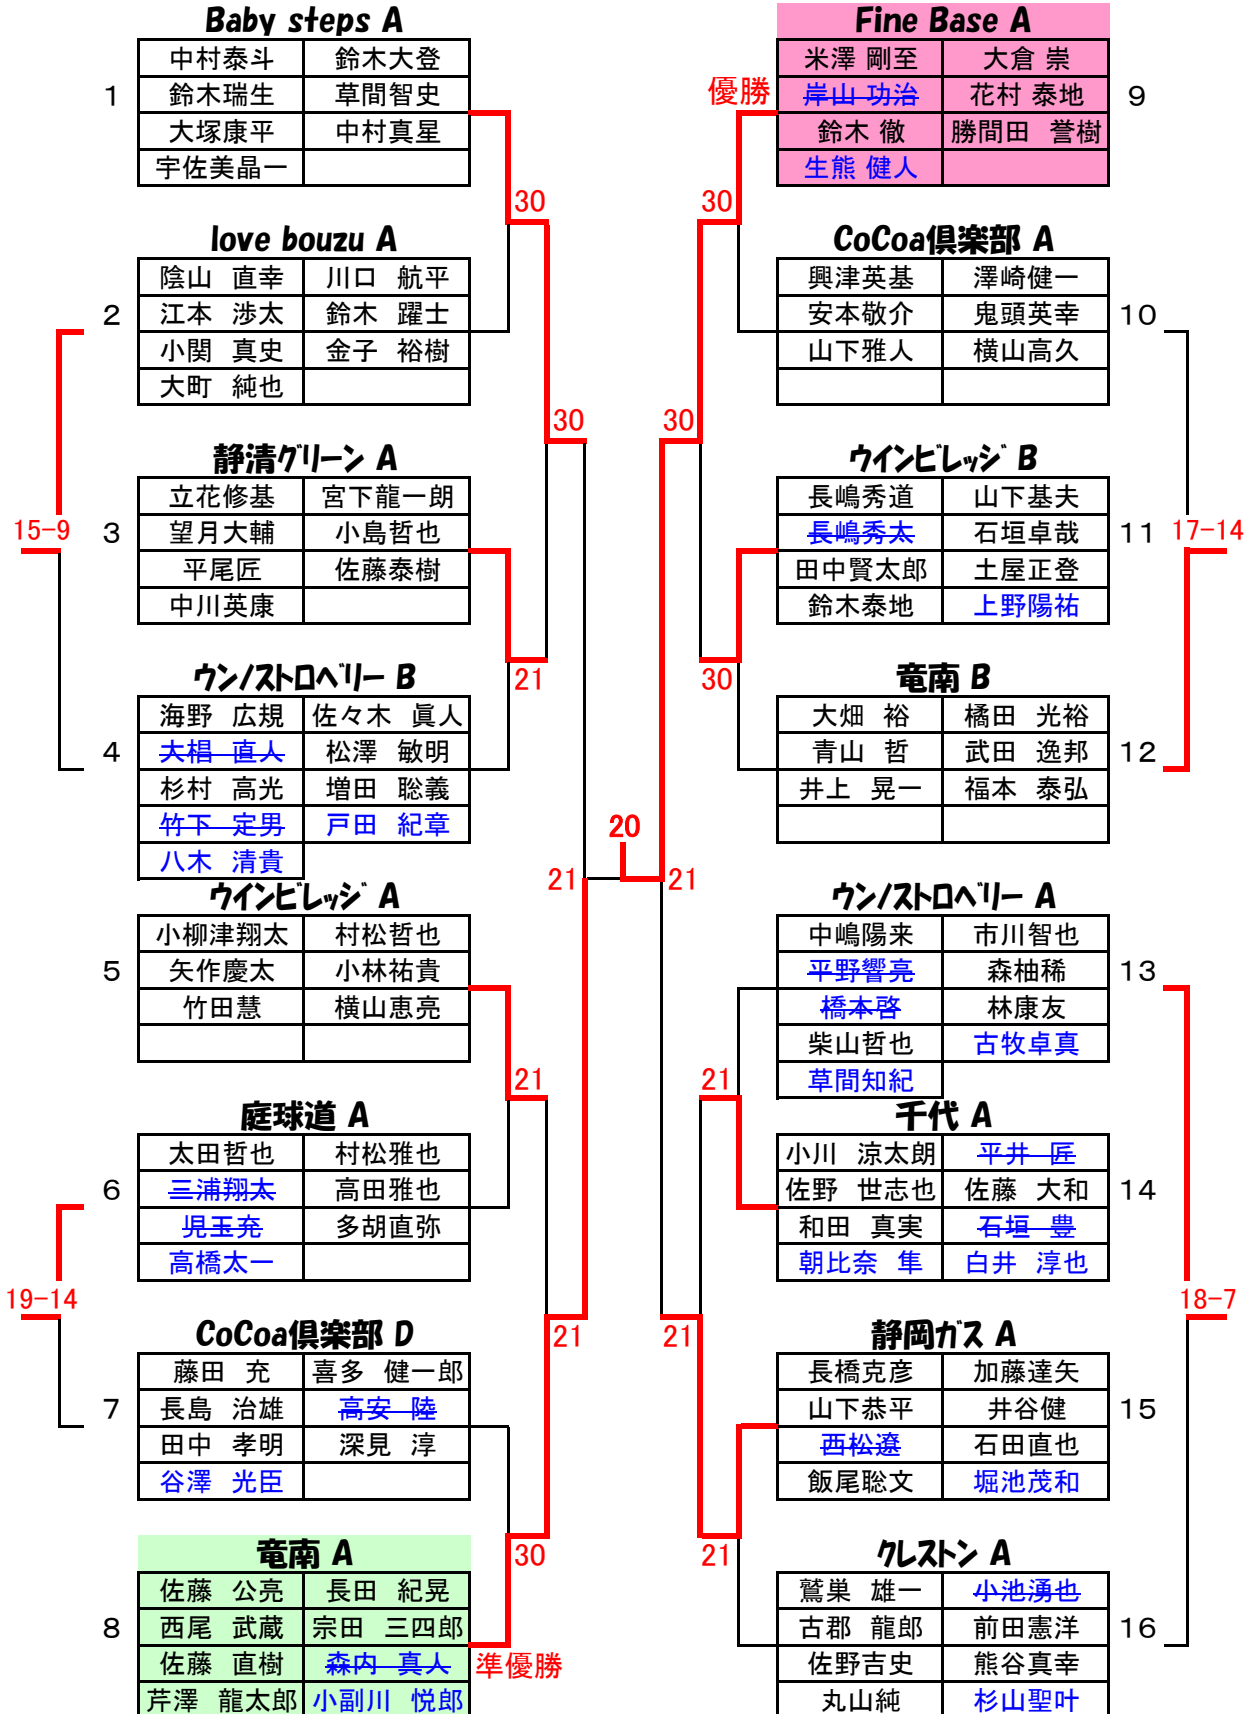 Baby steps A
1
中村泰斗 鈴木大登
鈴木瑞生 草間智史
大塚康平 中村真星
宇佐美晶一
30
love bouzu A
2
陰山 直幸 川口 航平
江本 渉太 鈴木 躍士
小関 真史 金子 裕樹
大町 純也
30
静清グリーン A
15-9
3
立花修基 宮下龍一朗
望月大輔 小島哲也
平尾匠 佐藤泰樹
中川英康
21
ウン/ストロベリー B
4
海野 広規 佐々木 眞人
大椙 直人 松澤 敏明
杉村 高光 増田 聡義
竹下 定男 戸田 紀章
八木 清貴
20
21
21
ウインビレッジ A
5
小柳津翔太 村松哲也
矢作慶太 小林祐貴
竹田慧 横山恵亮
21
庭球道 A
6
太田哲也 村松雅也
三浦翔太 高田雅也
児玉充 多胡直弥
高橋太一
19-14
21
CoCoa倶楽部 D
7
藤田 充 喜多 健一郎
長島 治雄 高安 陸
田中 孝明 深見 淳
谷澤 光臣
30
竜南 A
8
佐藤 公亮 長田 紀晃
西尾 武蔵 宗田 三四郎
佐藤 直樹 森内 真人
芹澤 龍太郎 小副川 悦郎
準優勝
Fine Base A
優勝
9
米澤 剛至 大倉 崇
岸山 功治 花村 泰地
鈴木 徹 勝間田 誉樹
生熊 健人
30
CoCoa倶楽部 A
10
興津英基 澤崎健一
安本敬介 鬼頭英幸
山下雅人 横山高久
30
ウインビレッジ B
11
17-14
長嶋秀道 山下基夫
長嶋秀太 石垣卓哉
田中賢太郎 土屋正登
鈴木泰地 上野陽祐
30
竜南 B
12
大畑 裕 橘田 光裕
青山 哲 武田 逸邦
井上 晃一 福本 泰弘
ウン/ストロベリー A
13
中嶋陽来 市川智也
平野響亮 森柚稀
橋本啓 林康友
柴山哲也 古牧卓真
草間知紀
21
千代 A
14
小川 涼太朗 平井 匠
佐野 世志也 佐藤 大和
和田 真実 石垣 豊
朝比奈 隼 白井 淳也
18-7
21
静岡ガス A
15
長橋克彦 加藤達矢
山下恭平 井谷健
西松遼 石田直也
飯尾聡文 堀池茂和
21
クレストン A
16
鷲巣 雄一 小池湧也
古郡 龍郎 前田憲洋
佐野吉史 熊谷真幸
丸山純 杉山聖叶